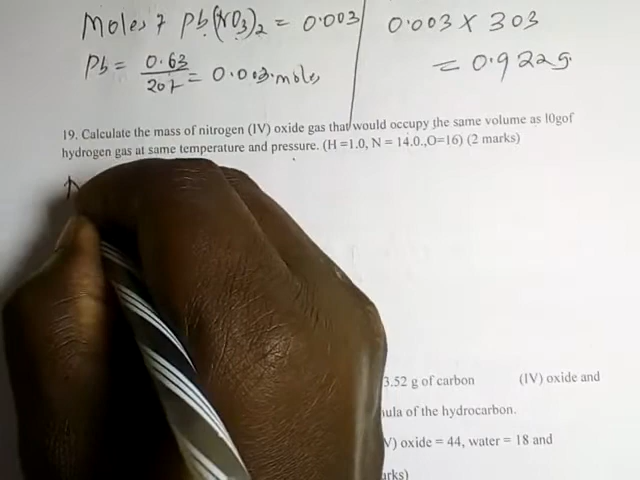 Moles of Pb(NO3)2 = 0.003
0.003 x 303
Pb = 0.63/207 = 0.003 moles
= 0.922g
19. Calculate the mass of nitrogen (IV) oxide gas that would occupy the same volume as 10gof
hydrogen gas at same temperature and pressure. (H =1.0, N = 14.0.,O=16) (2 marks)
3.52 g of carbon (IV) oxide and
ula of the hydrocarbon.
V) oxide = 44, water = 18 and
rks)